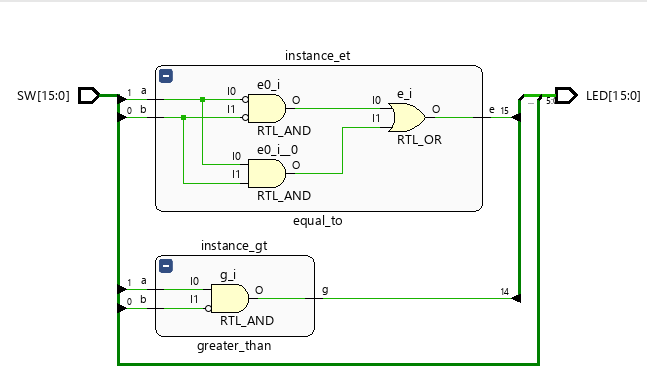 instance_et
SW[15:0]
1 a
0 b
I0
I1
e0_i
O
RTL_AND
e0_i__0
I0
I1
O
RTL_AND
I0
I1
e_i
O
RTL_OR
e 15
LED[15:0]
equal_to
instance_gt
1 a
0 b
I0
I1
g_i
O
RTL_AND
g
14
greater_than